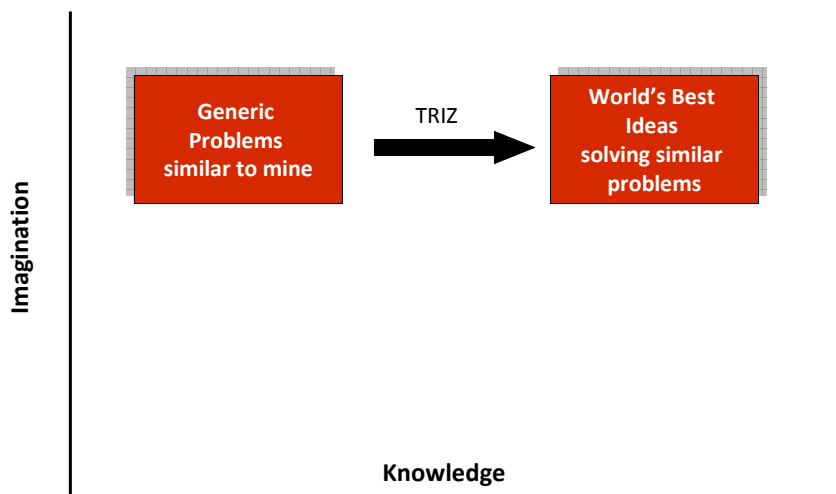 Generic
Problems
similar to mine
TRIZ
World's Best
Ideas
solving similar
problems
Imagination
Knowledge